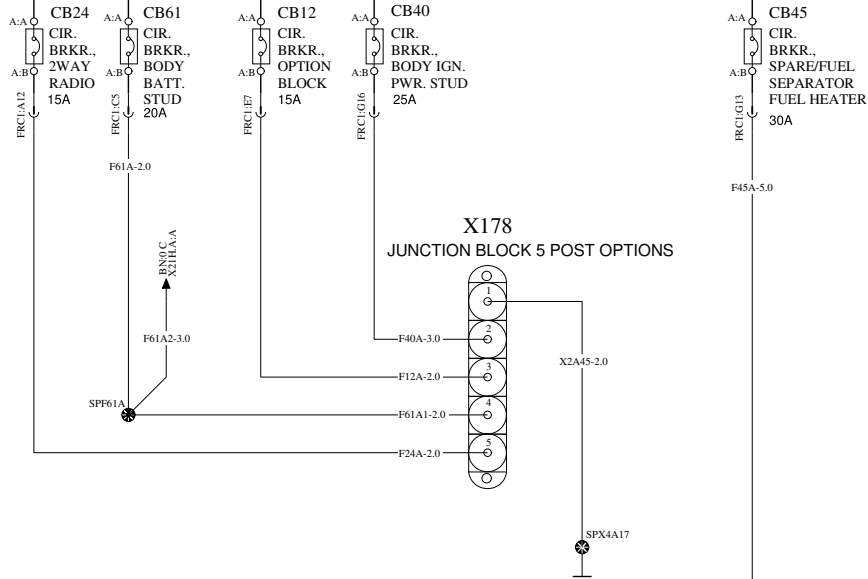 CB24
A:A
CIR.
BRKR.,
2WAY
RADIO
15A
A:B
FRC1:A12
CB61
A:A
CIR.
BRKR.,
BODY
BATT.
STUD
20A
A:B
FRC1:C5
CB12
A:A
CIR.
BRKR.,
OPTION
BLOCK
15A
A:B
FRC1:E7
CB40
A:A
CIR.
BRKR.,
BODY IGN.
PWR. STUD
25A
A:B
FRC1:G16
CB45
A:A
CIR.
BRKR.,
SPARE/FUEL
SEPARATOR
FUEL HEATER
30A
A:B
FRC1:G13
F61A-2.0
F45A-5.0
X178
JUNCTION BLOCK 5 POST OPTIONS
BN:0 C
X21H.A:A
1
2
3
4
5
F61A2-3.0
F40A-3.0
X2A45-2.0
F12A-2.0
SPF61A
F61A1-2.0
F24A-2.0
SPX4A17